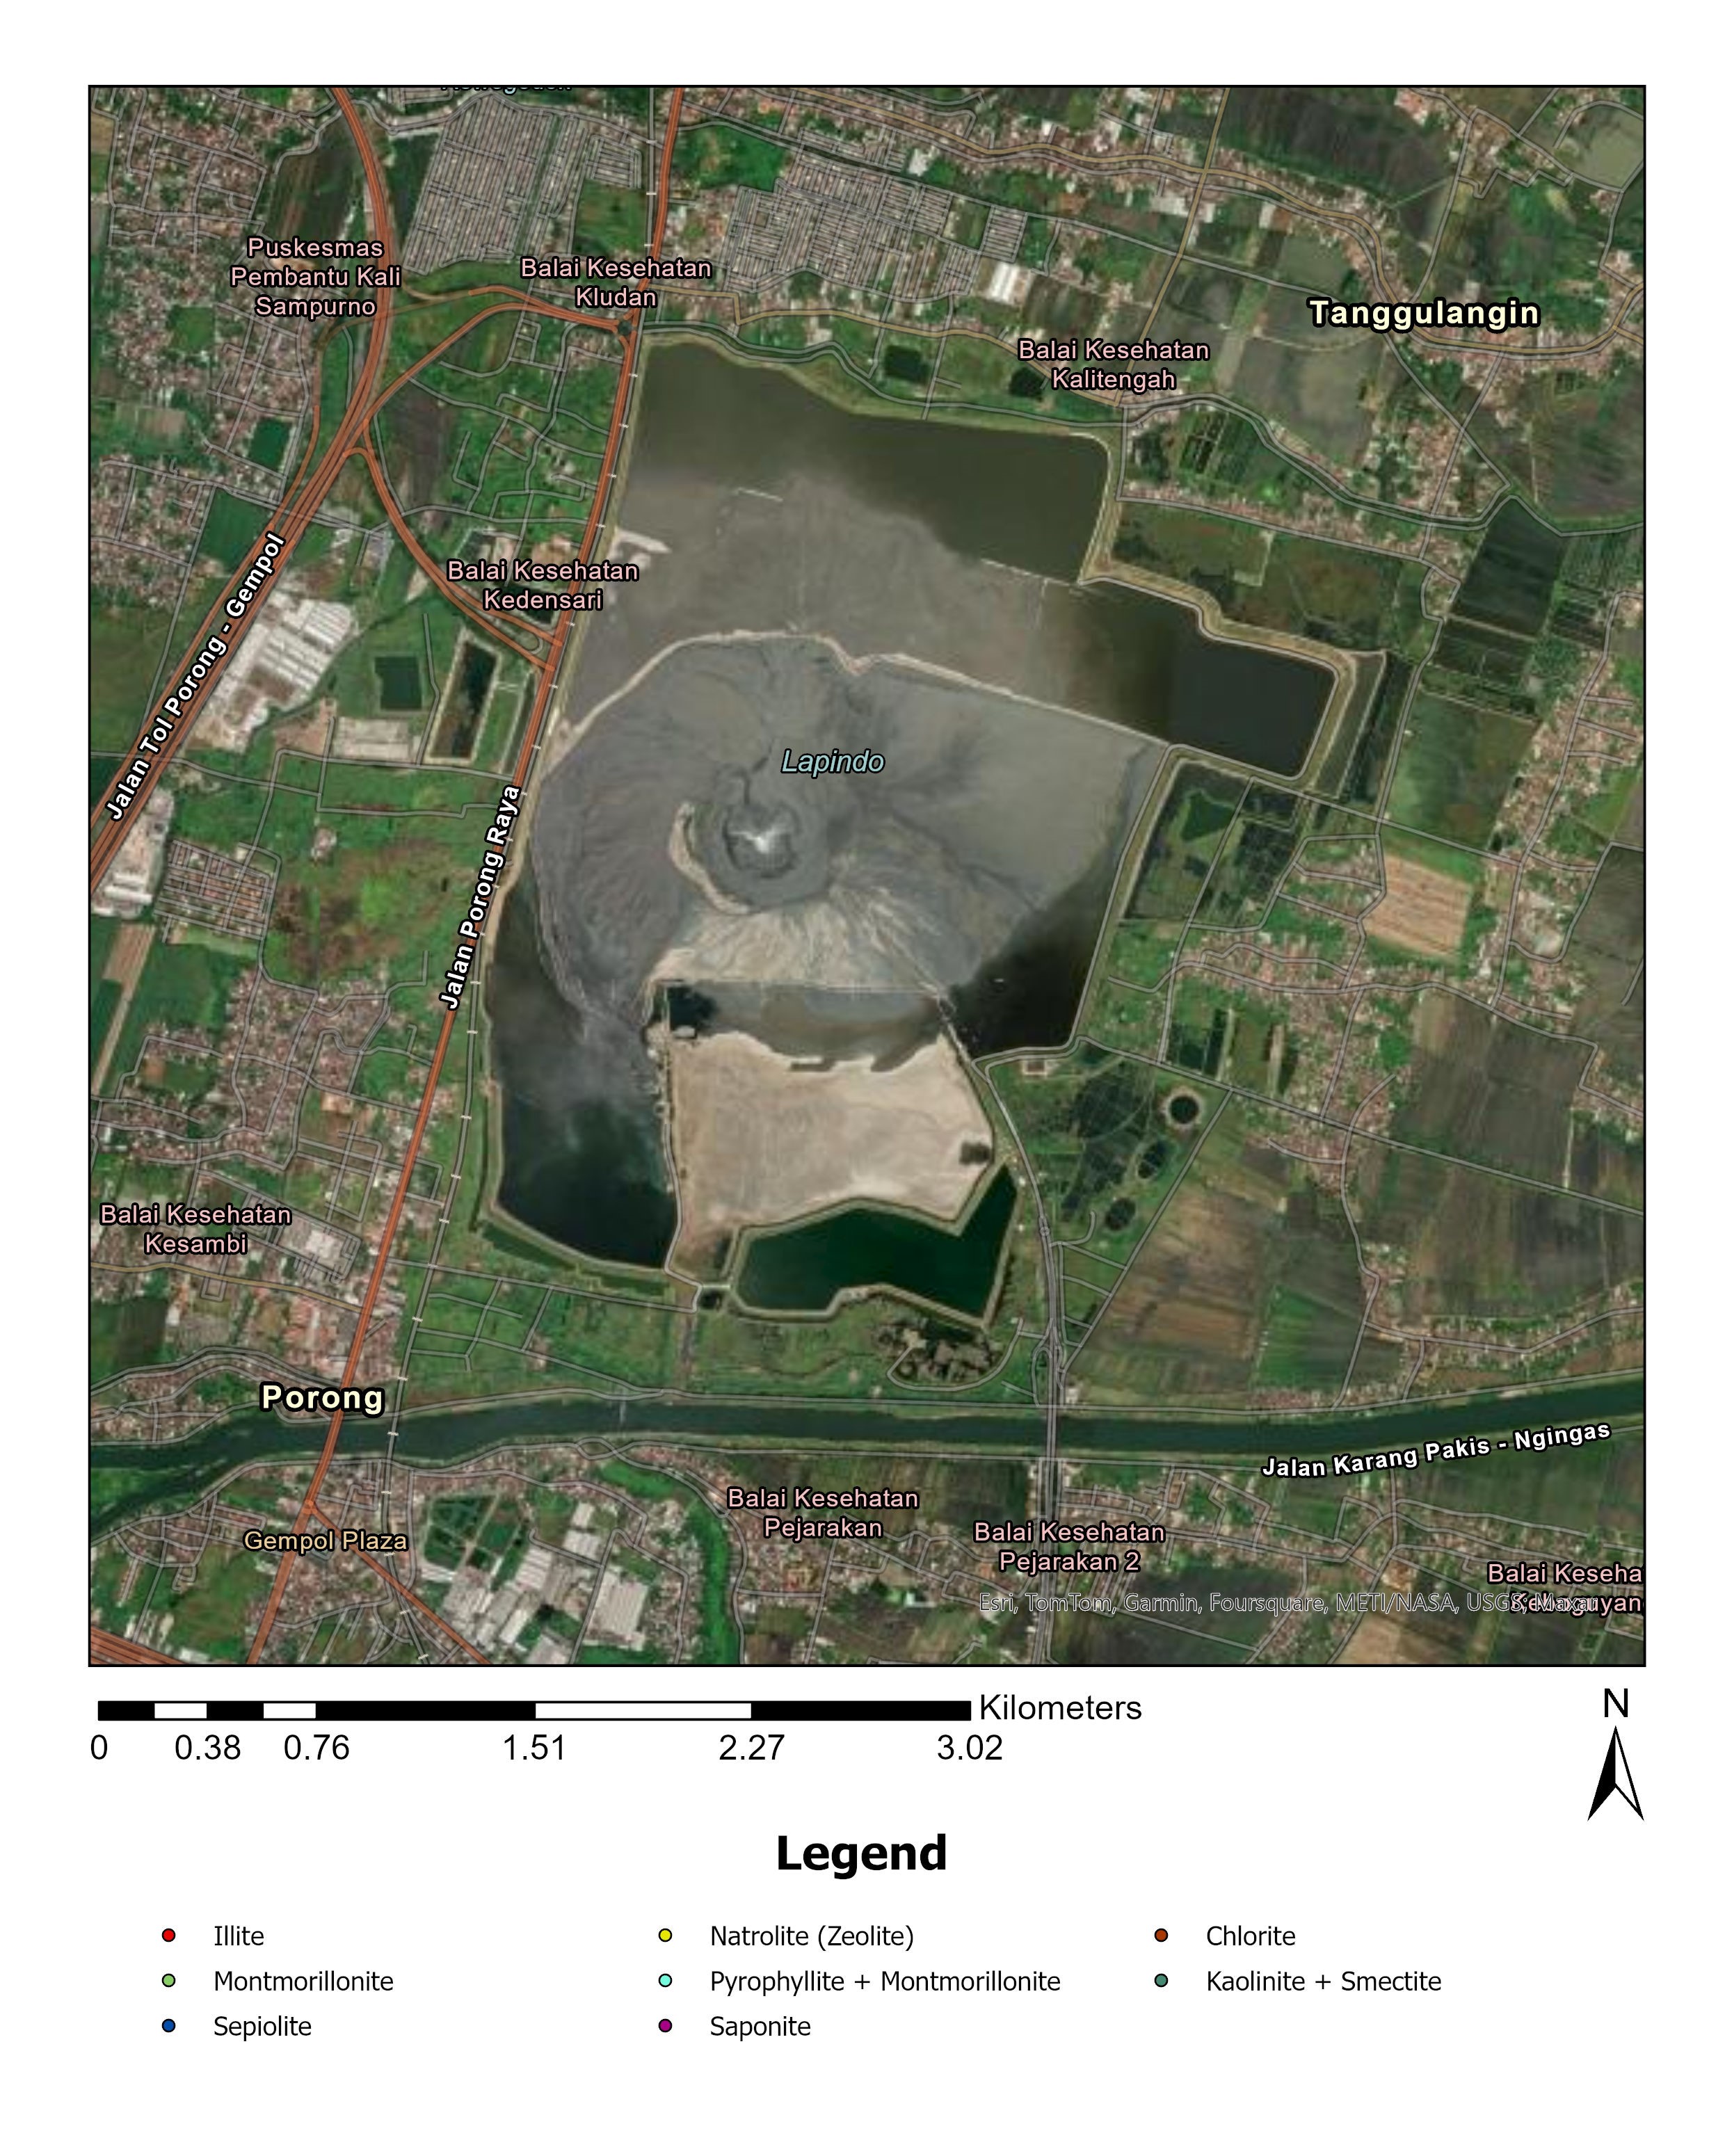 Puskesmas
Pembantu Kali
Sampurno
Balai Kesehatan
Kludan
Tanggulangin
Balai Kesehatan
Kalitengah
Balai Kesehatan
Kedensari
Jalan Tol Porong - Gempol
Lapindo
Jalan Porong Raya
Balai Kesehatan
Kesambi
Porong
Jalan Karang Pakis - Ngingas
Balai Kesehatan
Pejarakan
Balai Kesehatan
Pejarakan 2
Gempol Plaza
Balai Keseha
Esri, TomTom, Garmin, Foursquare, METI/NASA, USGS, Maxar
Kilometers
0 0.38 0.76 1.51 2.27 3.02
N
Legend
Illite
Montmorillonite
Sepiolite
Natrolite (Zeolite)
Pyrophyllite + Montmorillonite
Saponite
Chlorite
Kaolinite + Smectite